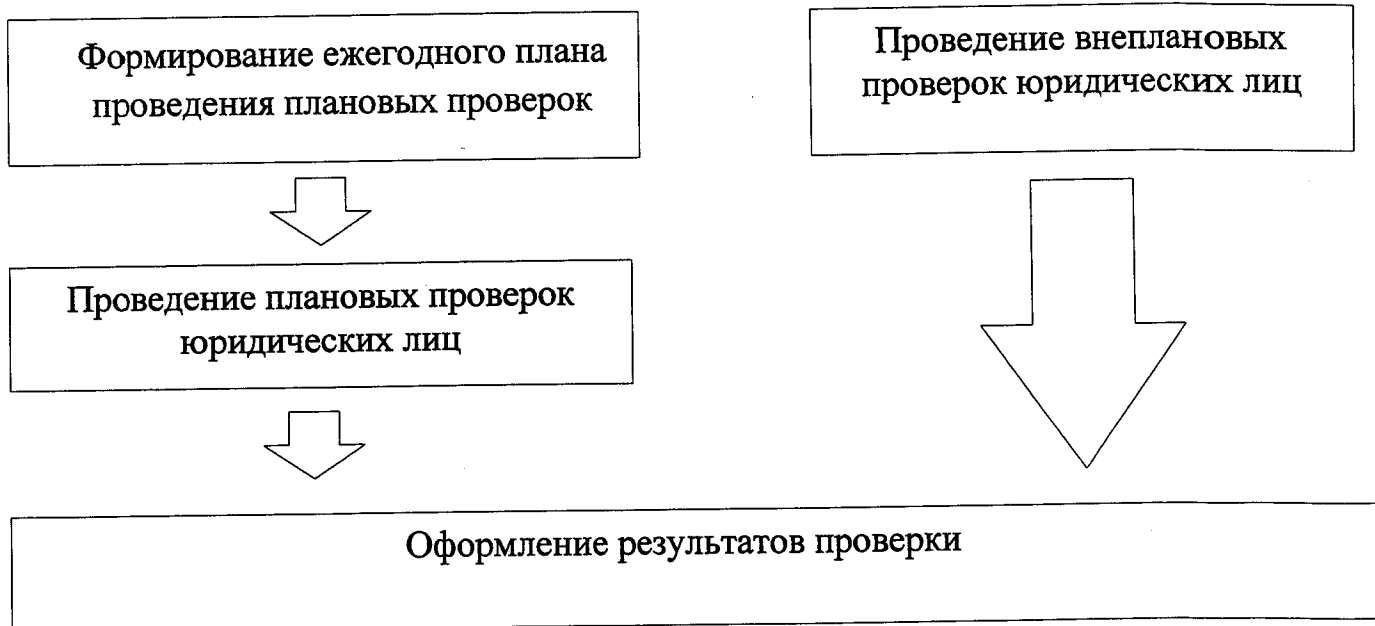 Формирование ежегодного плана
проведения плановых проверок
Проведение внеплановых
проверок юридических лиц
Проведение плановых проверок
юридических лиц
Оформление результатов проверки